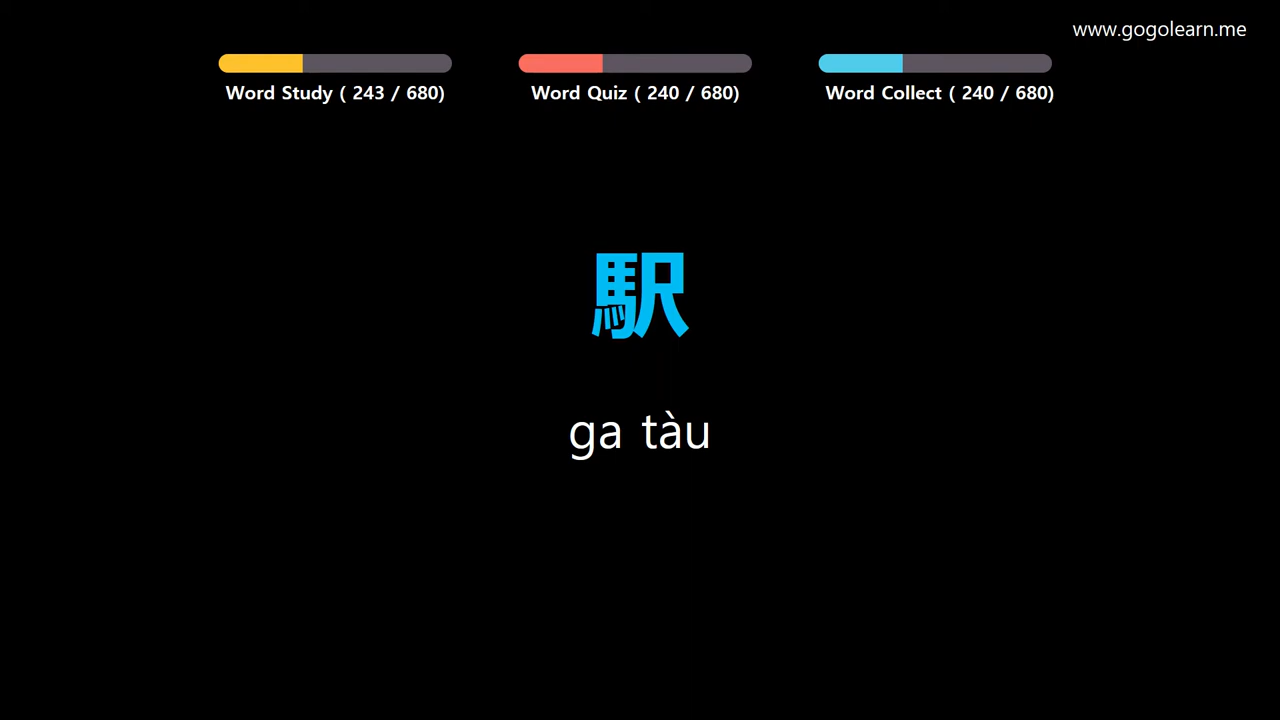 www.gogolearn.me
Word Study ( 243 / 680)
Word Quiz ( 240 / 680)
Word Collect ( 240 / 680)
駅
ga tàu